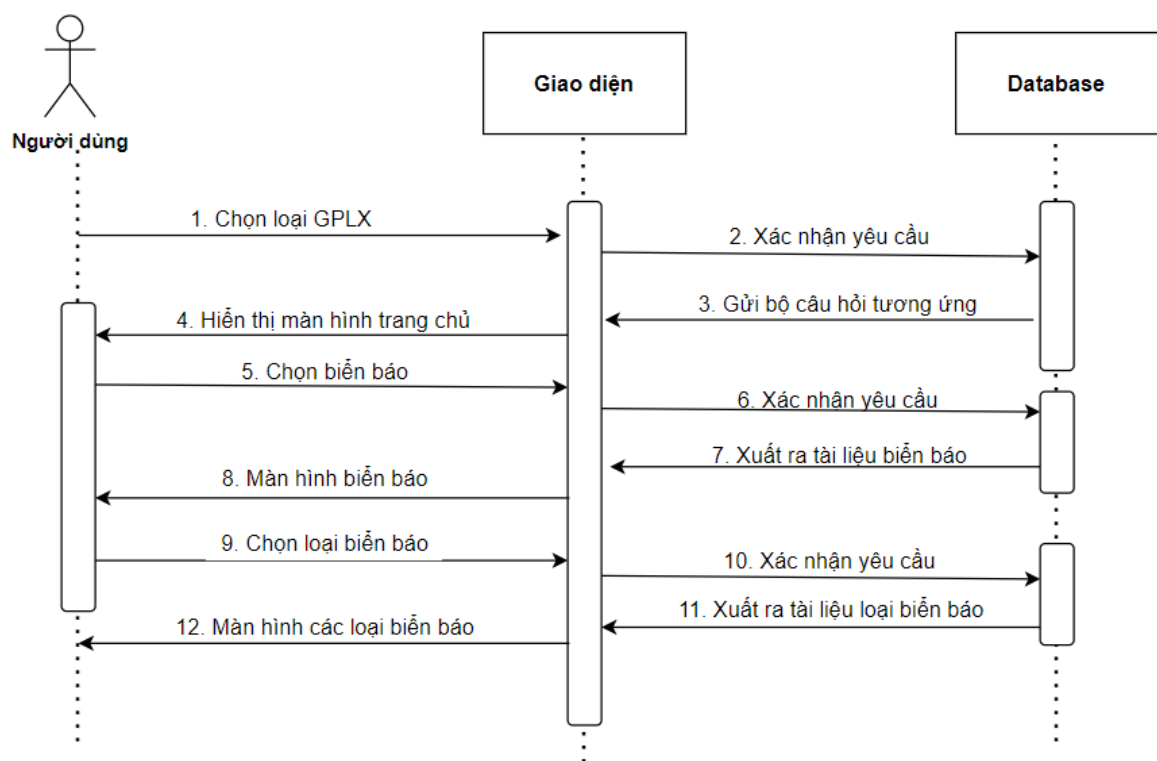 Người dùng
Giao diện
Database
1. Chọn loại GPLX
2. Xác nhận yêu cầu
3. Gửi bộ câu hỏi tương ứng
4. Hiển thị màn hình trang chủ
5. Chọn biển báo
6. Xác nhận yêu cầu
7. Xuất ra tài liệu biển báo
8. Màn hình biển báo
9. Chọn loại biển báo
10. Xác nhận yêu cầu
11. Xuất ra tài liệu loại biển báo
12. Màn hình các loại biển báo